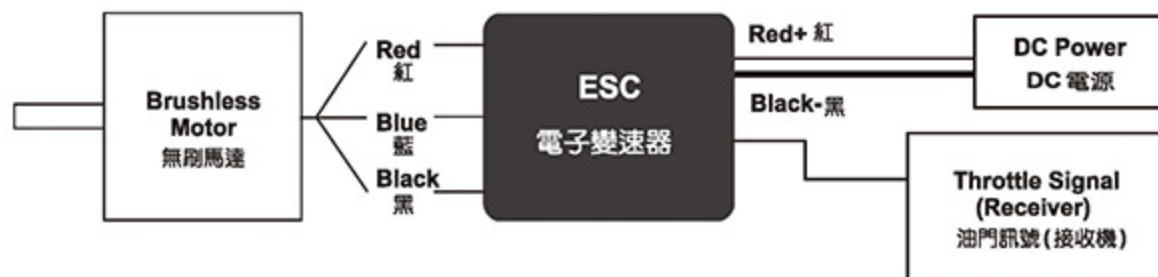 Brushless
Motor
無刷馬達
Red
紅
Blue
藍
Black
黑
ESC
電子變速器
Red+ 紅
Black-黑
DC Power
DC 電源
Throttle Signal
(Receiver)
油門訊號(接收機)